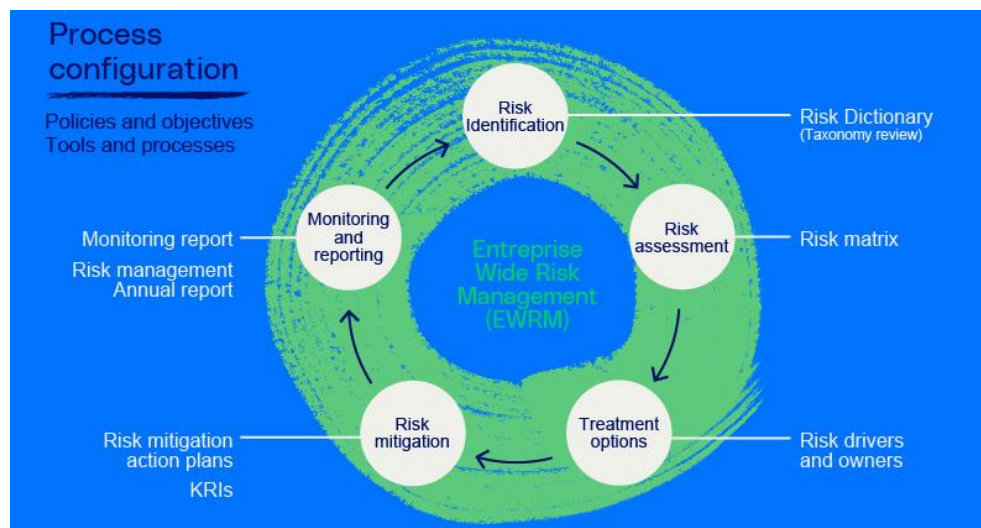 Process
configuration
Policies and objectives
Tools and processes
Risk
Identification
Risk Dictionary
(Taxonomy review)
Risk
assessment
Risk matrix
Treatment
options
Risk drivers
and owners
Risk
mitigation
Risk mitigation
action plans
KRIs
Monitoring
and
reporting
Monitoring report
Risk management
Annual report
Entreprise
Wide Risk
Management
(EWRM)